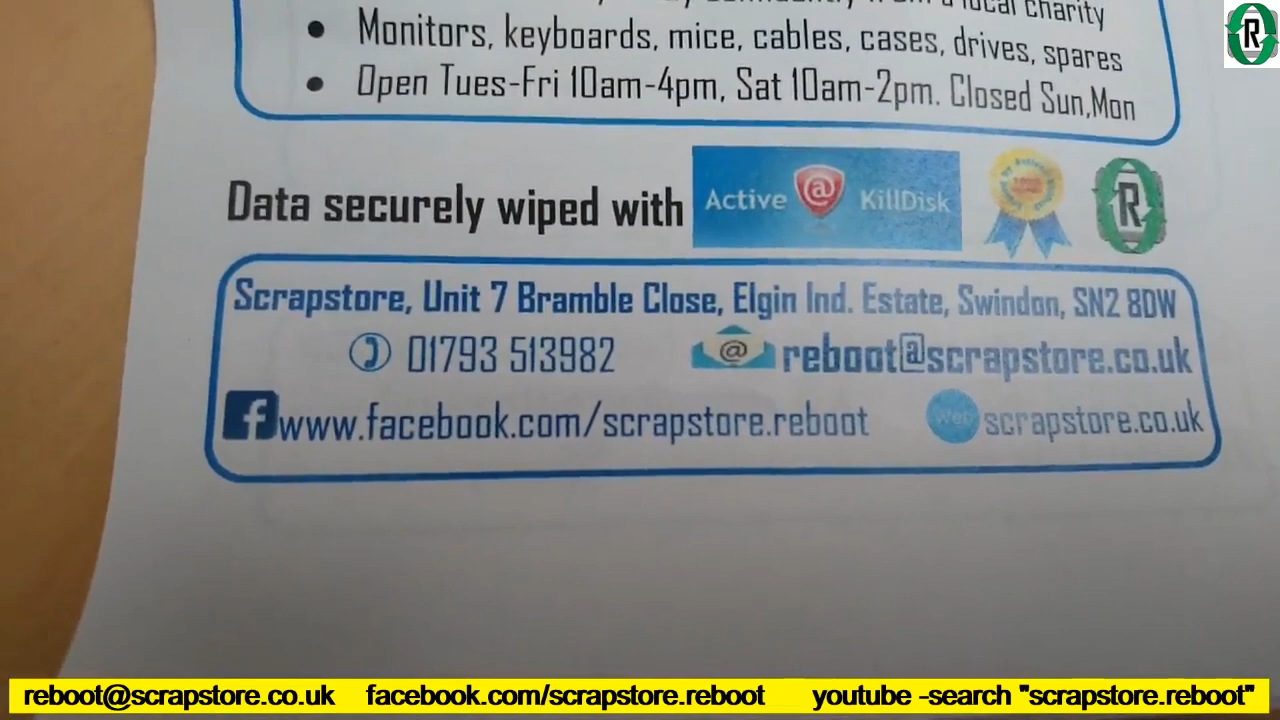 a local charity
Monitors, keyboards, mice, cables, cases, drives, spares
Open Tues-Fri 10am-4pm, Sat 10am-2pm. Closed Sun,Mon
Data securely wiped with Active @ KillDisk R
Scrapstore, Unit 7 Bramble Close, Elgin Ind. Estate, Swindon, SN2 8DW
01793 513982 @ reboot@scrapstore.co.uk
f www.facebook.com/scrapstore.reboot Web scrapstore.co.uk
reboot@scrapstore.co.uk facebook.com/scrapstore.reboot youtube -search "scrapstore.reboot"
R